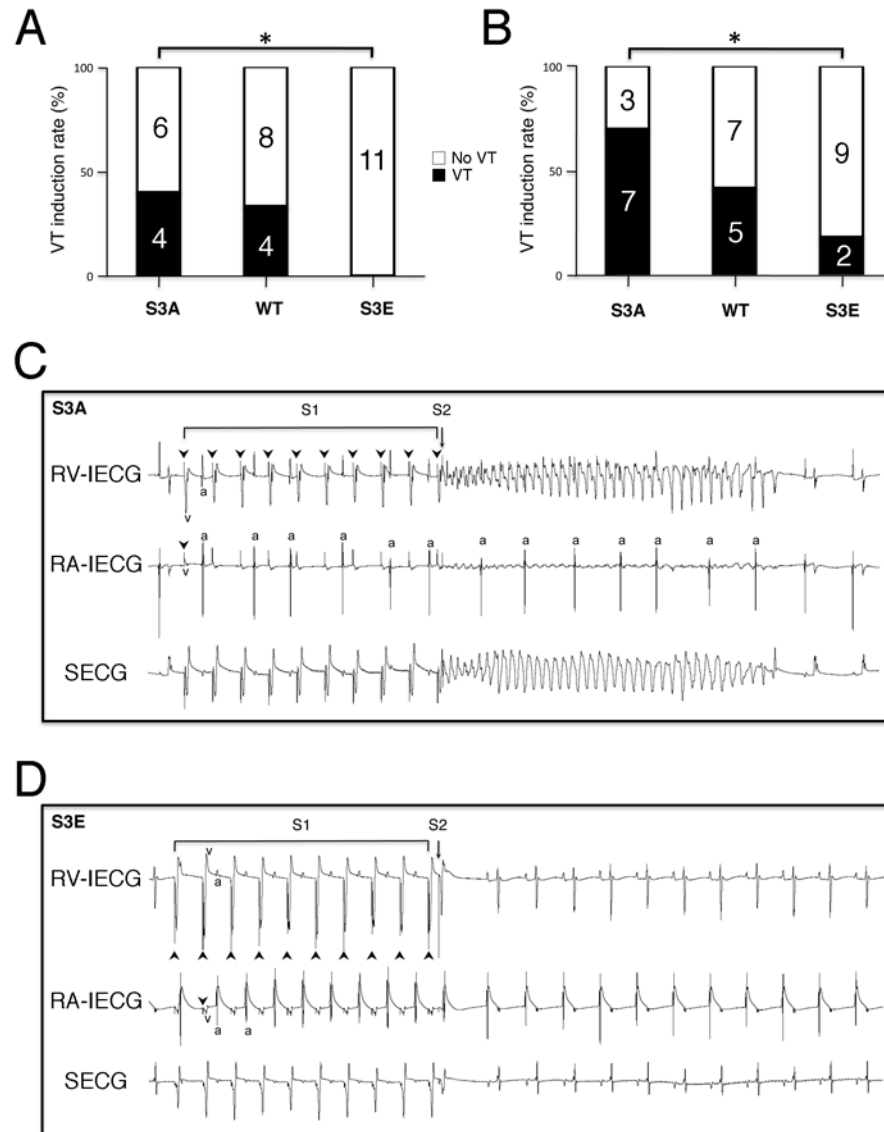 A
*
VT induction rate (%)
100
50
0
6
8
11
4
4
S3A WT S3E
No VT
VT
B
*
VT induction rate (%)
100
50
0
3
7
9
7
5
2
S3A WT S3E
C
S3A
S1 S2
RV-IECG
a
v
RA-IECG
a a a a a a a a a a a a a
v
SECG
D
S3E
S1 S2
RV-IECG
v
a
RA-IECG
v
a a
SECG